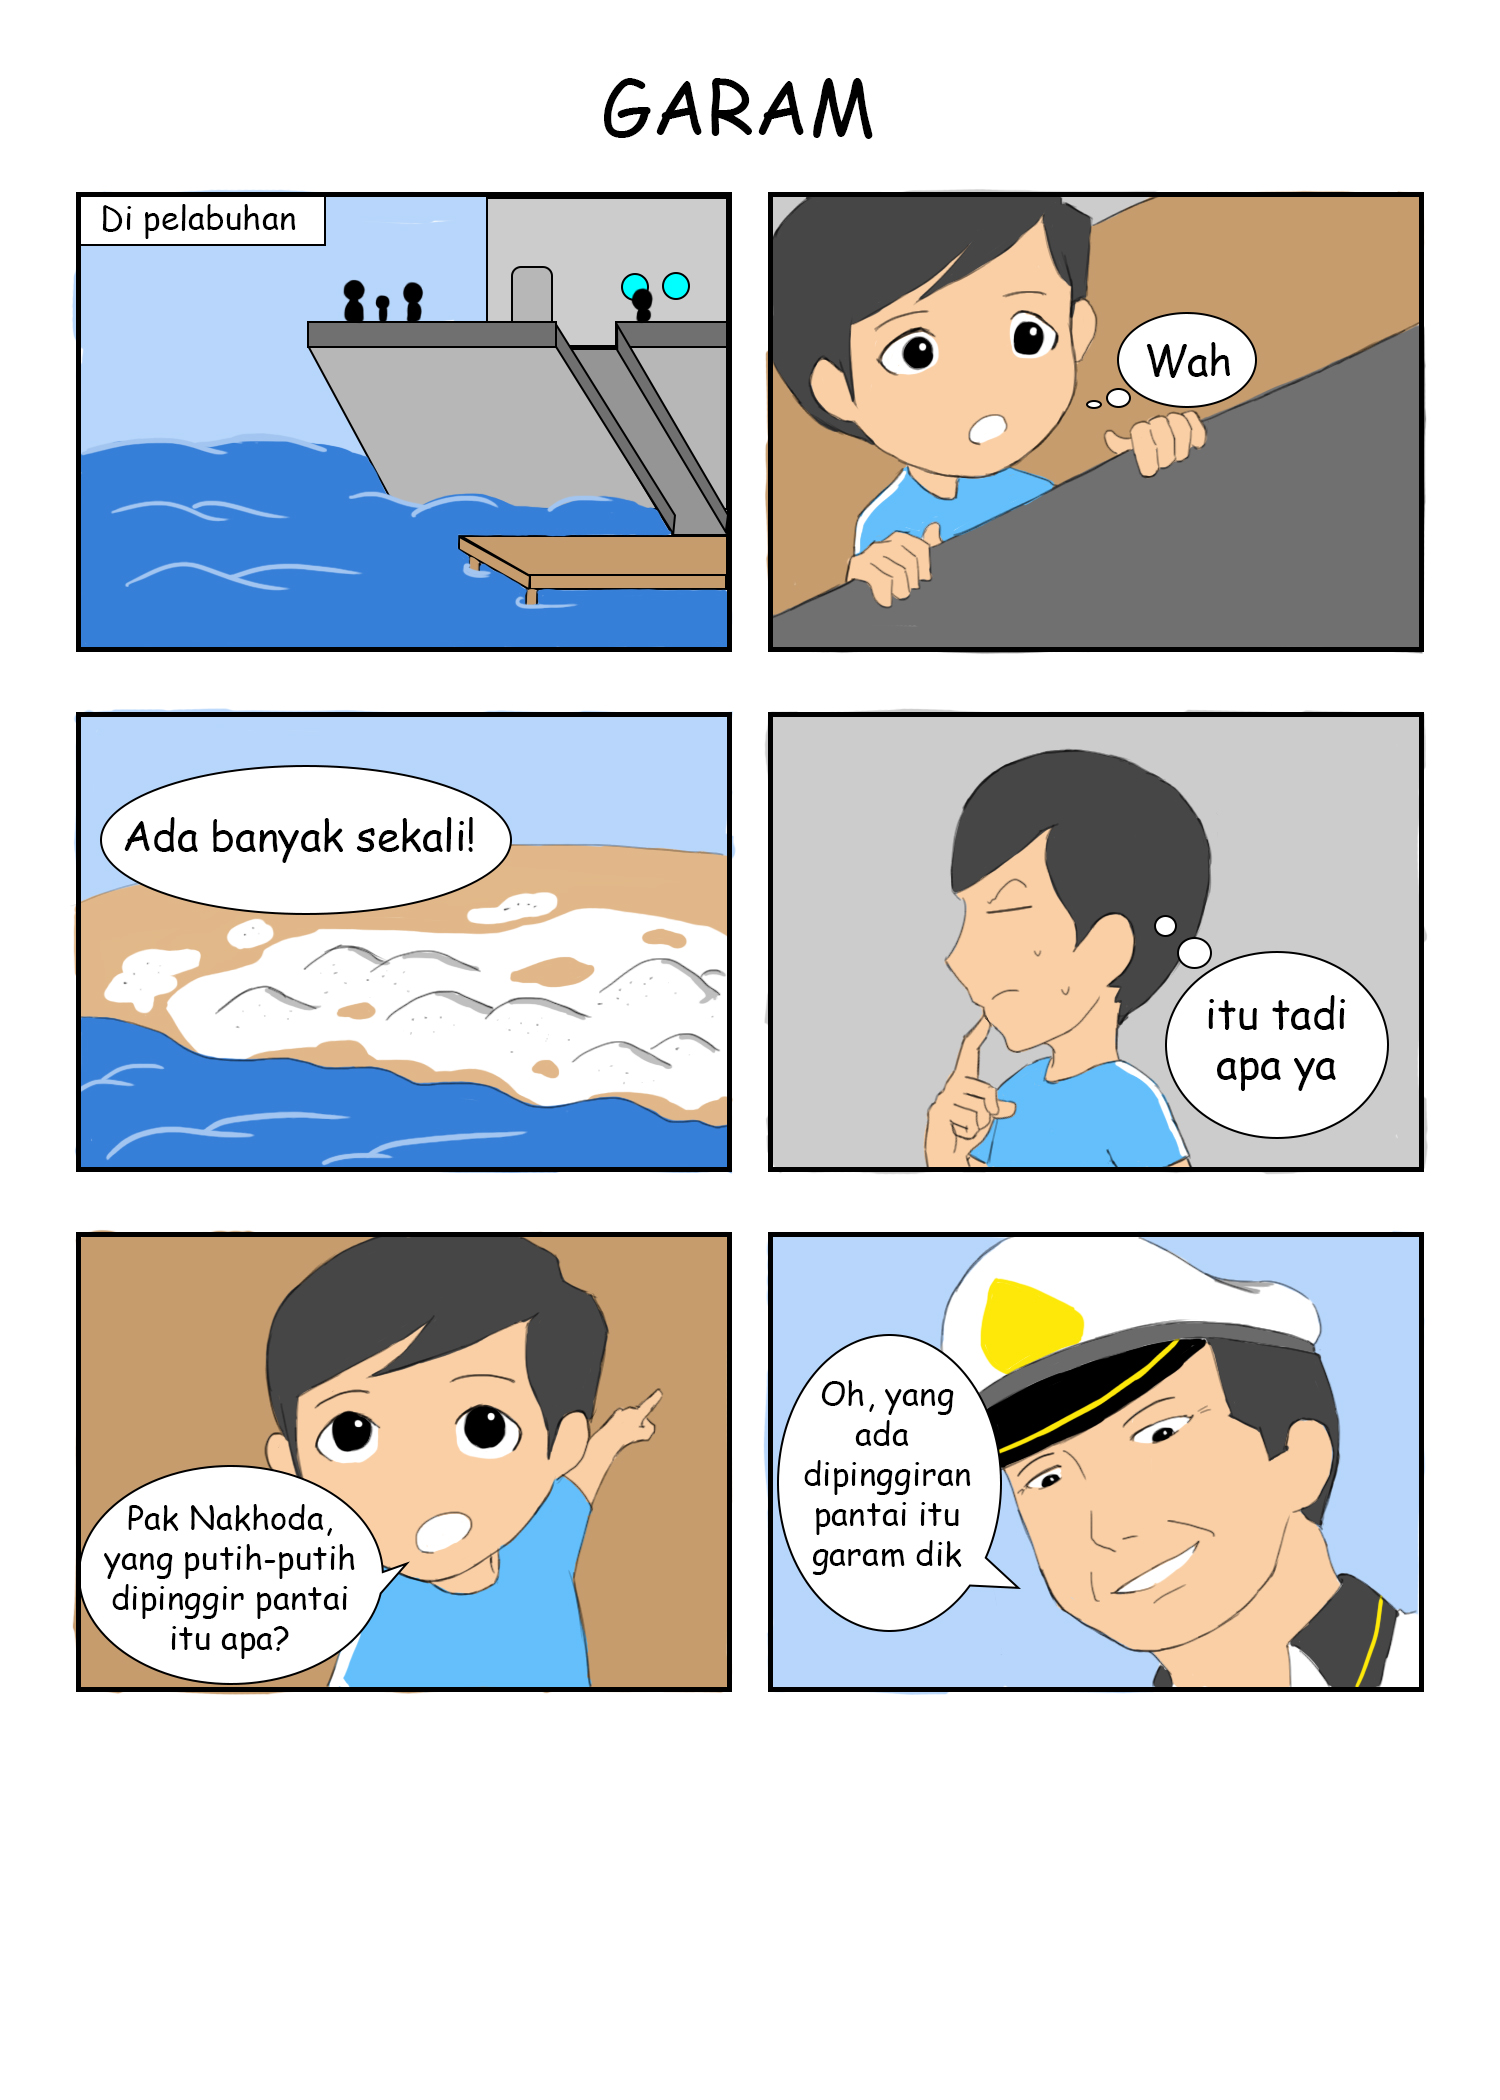 GARAM
Di pelabuhan
Wah
Ada banyak sekali!
itu tadi
apa ya
Pak Nakhoda,
yang putih-putih
dipinggir pantai
itu apa?
Oh, yang
ada
dipinggiran
pantai itu
garam dik